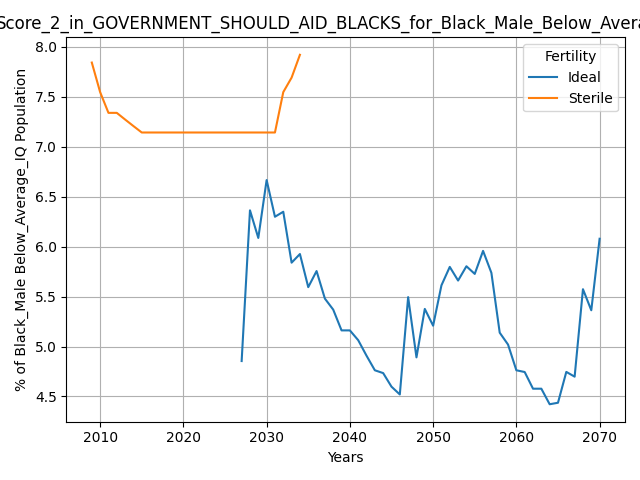 Score_2_in_GOVERNMENT_SHOULD_AID_BLACKS_for_Black_Male_Below_Avera
8.0
7.5
7.0
6.5
6.0
5.5
5.0
4.5
% of Black_Male Below_Average_IQ Population
Fertility
Ideal
Sterile
2010 2020 2030 2040 2050 2060 2070
Years